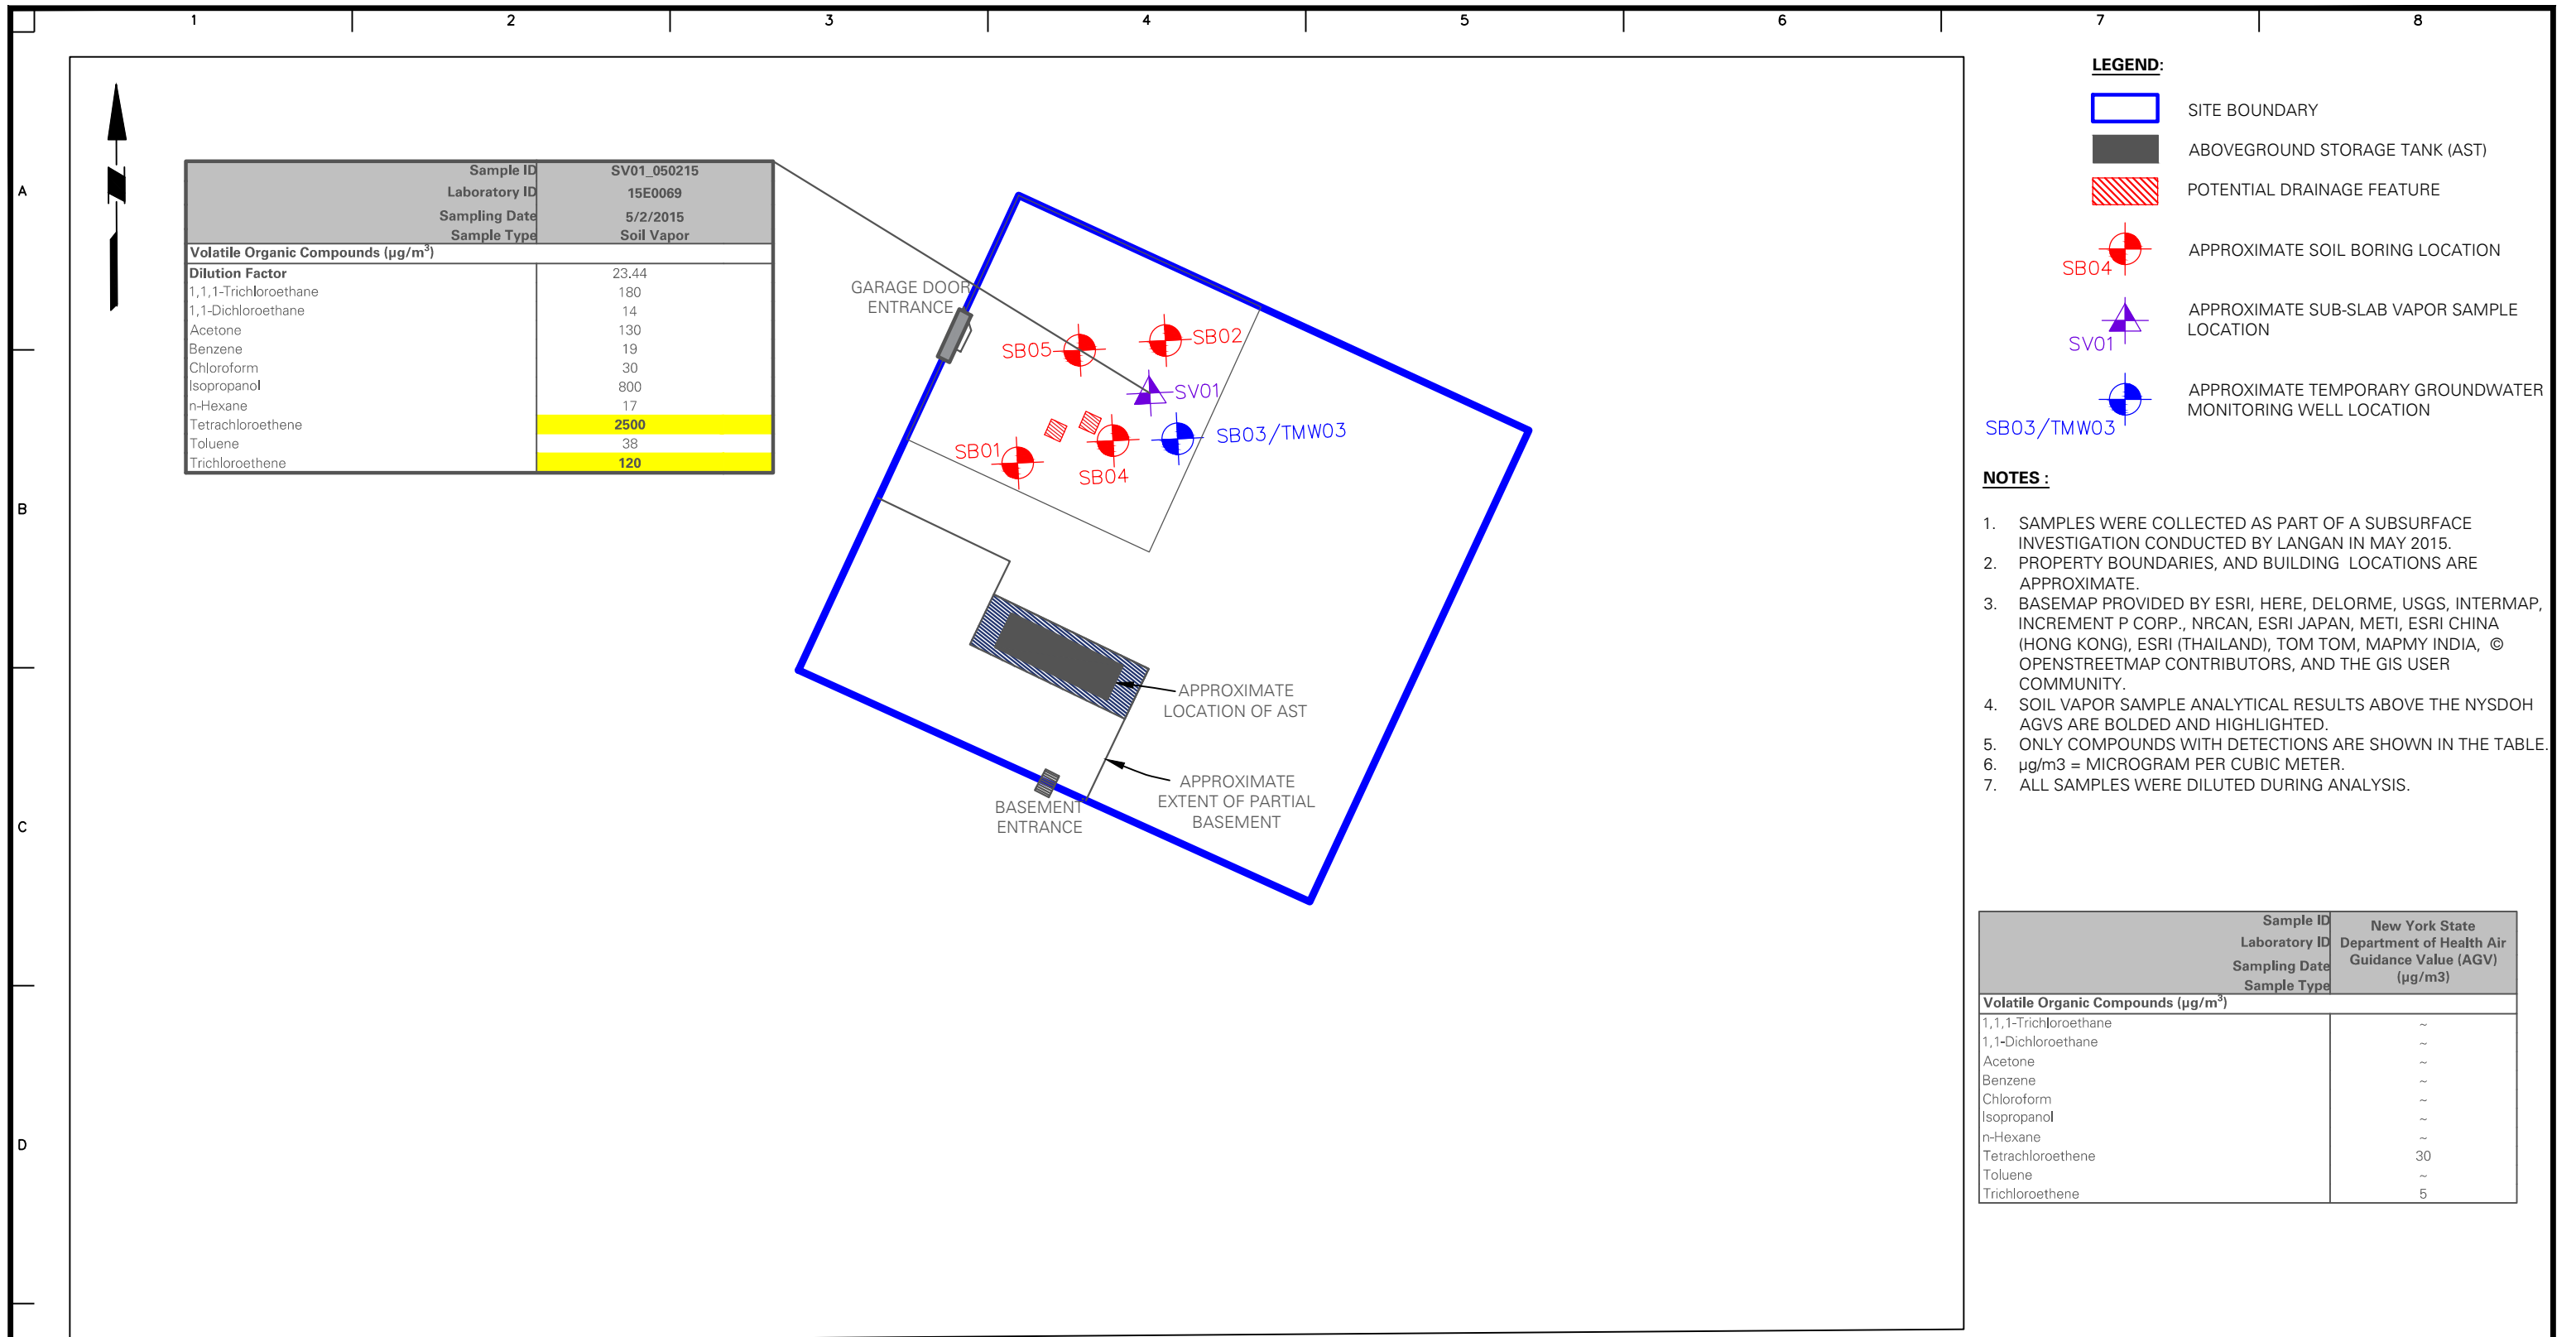 1 2 3 4 5 6 7 8
A
B
C
D
Sample ID SV01_050215
Laboratory ID 15E0069
Sampling Date 5/2/2015
Sample Type Soil Vapor
Volatile Organic Compounds (µg/m³)
Dilution Factor 23.44
1,1,1-Trichloroethane 180
1,1-Dichloroethane 14
Acetone 130
Benzene 19
Chloroform 30
Isopropanol 800
n-Hexane 17
Tetrachloroethene 2500
Toluene 38
Trichloroethene 120
GARAGE DOOR
ENTRANCE
SB05
SB02
SV01
SB03/TMW03
SB01
SB04
APPROXIMATE
LOCATION OF AST
APPROXIMATE
EXTENT OF PARTIAL
BASEMENT
BASEMENT
ENTRANCE
LEGEND:
SITE BOUNDARY
ABOVEGROUND STORAGE TANK (AST)
POTENTIAL DRAINAGE FEATURE
APPROXIMATE SOIL BORING LOCATION
SB04
APPROXIMATE SUB-SLAB VAPOR SAMPLE
LOCATION
SV01
APPROXIMATE TEMPORARY GROUNDWATER
MONITORING WELL LOCATION
SB03/TMW03
NOTES :
1. SAMPLES WERE COLLECTED AS PART OF A SUBSURFACE
INVESTIGATION CONDUCTED BY LANGAN IN MAY 2015.
2. PROPERTY BOUNDARIES, AND BUILDING LOCATIONS ARE
APPROXIMATE.
3. BASEMAP PROVIDED BY ESRI, HERE, DELORME, USGS, INTERMAP,
INCREMENT P CORP., NRCAN, ESRI JAPAN, METI, ESRI CHINA
(HONG KONG), ESRI (THAILAND), TOM TOM, MAPMY INDIA, ©
OPENSTREETMAP CONTRIBUTORS, AND THE GIS USER
COMMUNITY.
4. SOIL VAPOR SAMPLE ANALYTICAL RESULTS ABOVE THE NYSDOH
AGVS ARE BOLDED AND HIGHLIGHTED.
5. ONLY COMPOUNDS WITH DETECTIONS ARE SHOWN IN THE TABLE.
6. µg/m3 = MICROGRAM PER CUBIC METER.
7. ALL SAMPLES WERE DILUTED DURING ANALYSIS.
Sample ID
Laboratory ID
Sampling Date
Sample Type
New York State
Department of Health Air
Guidance Value (AGV)
(µg/m3)
Volatile Organic Compounds (µg/m³)
1,1,1-Trichloroethane ~
1,1-Dichloroethane ~
Acetone ~
Benzene ~
Chloroform ~
Isopropanol ~
n-Hexane ~
Tetrachloroethene 30
Toluene ~
Trichloroethene 5